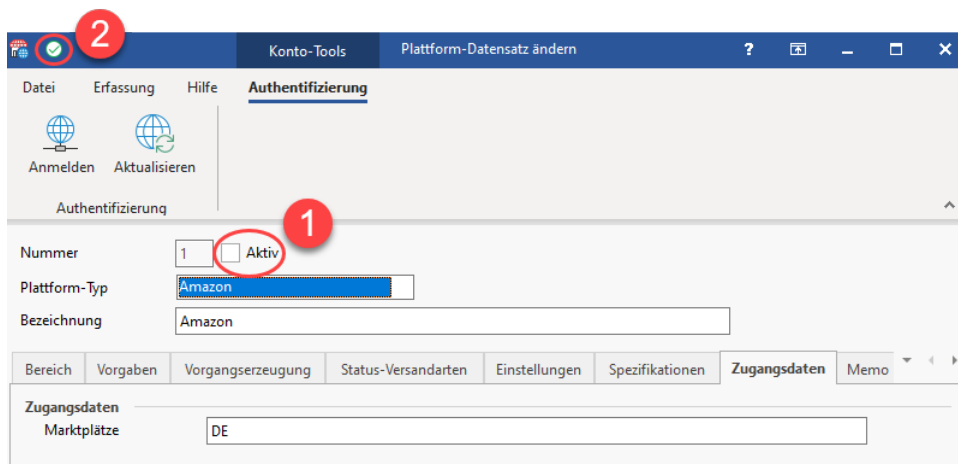 2
Konto-Tools Plattform-Datensatz ändern ?
Datei Erfassung Hilfe Authentifizierung
Anmelden Aktualisieren
Authentifizierung
1
Nummer 1 Aktiv
Plattform-Typ Amazon
Bezeichnung Amazon
Bereich Vorgaben Vorgangserzeugung Status-Versandarten Einstellungen Spezifikationen Zugangsdaten Memo
Zugangsdaten
Marktplätze DE